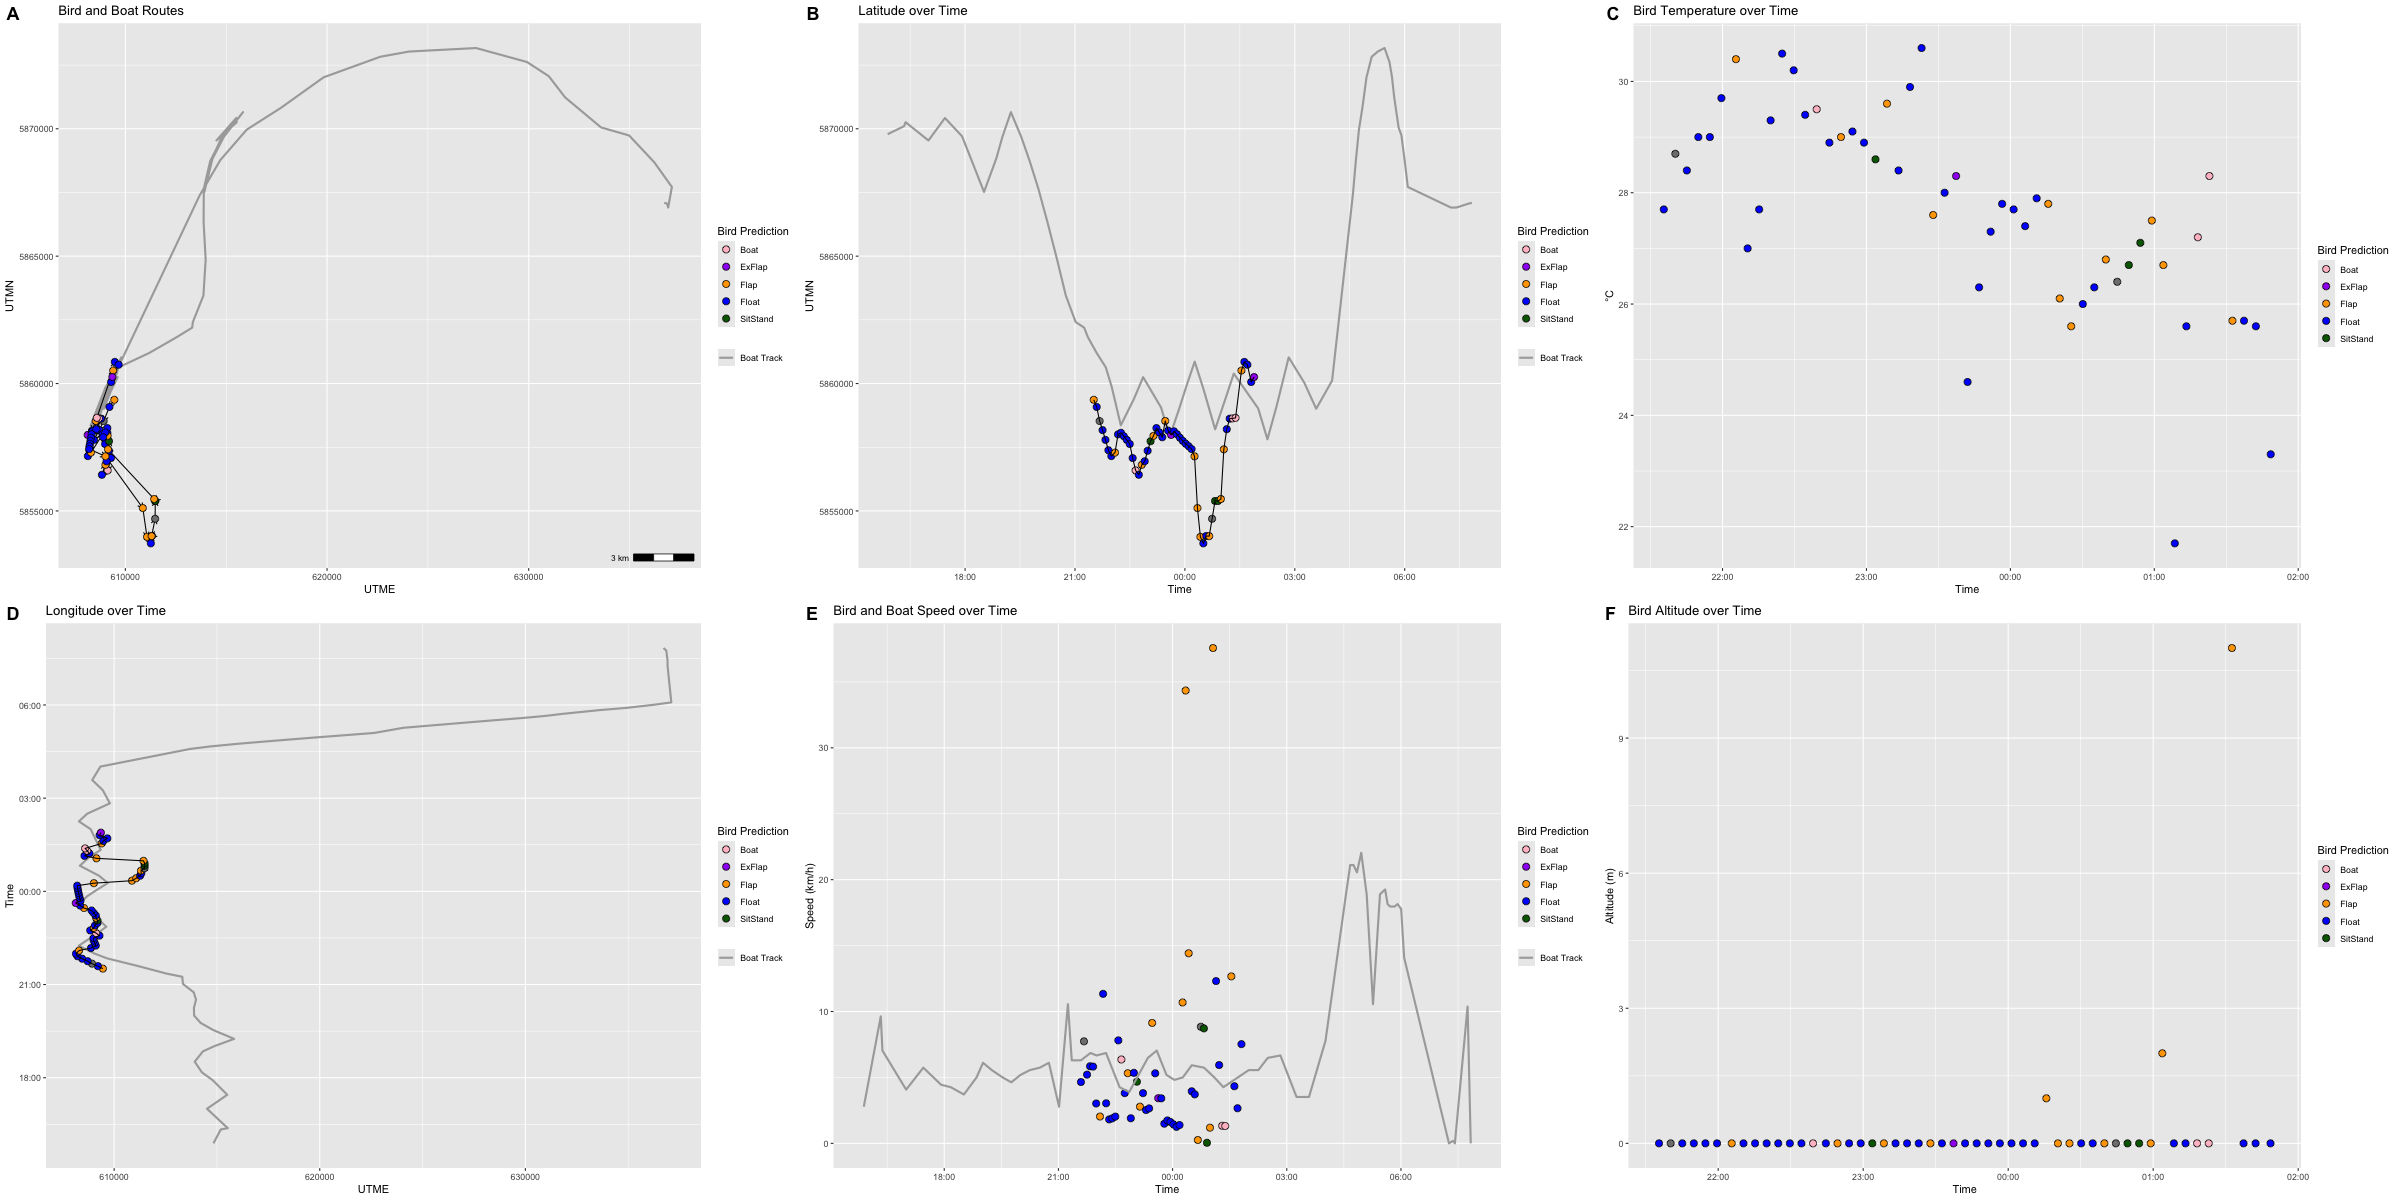 A
Bird and Boat Routes
5870000
5865000
5860000
5855000
UTMN
610000
620000
630000
UTME
3 km
Bird Prediction
Boat
ExFlap
Flap
Float
SitStand
Boat Track
B
Latitude over Time
5870000
5865000
5860000
5855000
UTMN
18:00
21:00
00:00
03:00
06:00
Time
Bird Prediction
Boat
ExFlap
Flap
Float
SitStand
Boat Track
C
Bird Temperature over Time
30
28
26
24
22
°C
22:00
23:00
00:00
01:00
02:00
Time
Bird Prediction
Boat
ExFlap
Flap
Float
SitStand
D
Longitude over Time
06:00
03:00
00:00
21:00
18:00
Time
610000
620000
630000
UTME
Bird Prediction
Boat
ExFlap
Flap
Float
SitStand
Boat Track
E
Bird and Boat Speed over Time
30
20
10
0
Speed (km/h)
18:00
21:00
00:00
03:00
06:00
Time
Bird Prediction
Boat
ExFlap
Flap
Float
SitStand
Boat Track
F
Bird Altitude over Time
9
6
3
0
Altitude (m)
22:00
23:00
00:00
01:00
02:00
Time
Bird Prediction
Boat
ExFlap
Flap
Float
SitStand